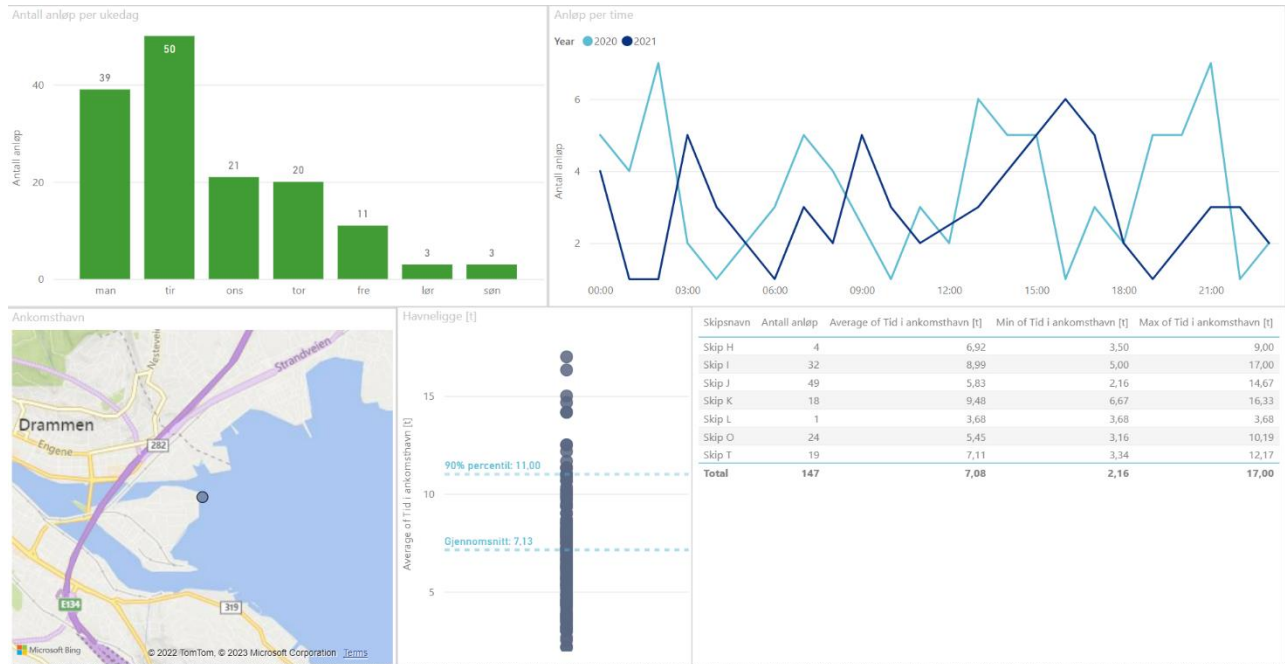 Antall anløp per ukedag
Antall anløp
40
20
0
39
50
21
20
11
3
3
man tir ons tor fre lør søn
Anløp per time
Year 2020 2021
Antall anløp
6
4
2
00:00 03:00 06:00 09:00 12:00 15:00 18:00 21:00
Ankomsthavn
Nesteveien
Strandveien
Drammen
Engene
282
E134
319
Microsoft Bing
© 2022 TomTom, © 2023 Microsoft Corporation Terms
Havneligge [t]
Average of Tid i ankomsthavn [t]
15
90% percentil: 11,00
10
Gjennomsnitt: 7,13
5
Skipsnavn Antall anløp Average of Tid i ankomsthavn [t] Min of Tid i ankomsthavn [t] Max of Tid i ankomsthavn [t]
Skip H 4 6,92 3,50 9,00
Skip I 32 8,99 5,00 17,00
Skip J 49 5,83 2,16 14,67
Skip K 18 9,48 6,67 16,33
Skip L 1 3,68 3,68 3,68
Skip O 24 5,45 3,16 10,19
Skip T 19 7,11 3,34 12,17
Total 147 7,08 2,16 17,00